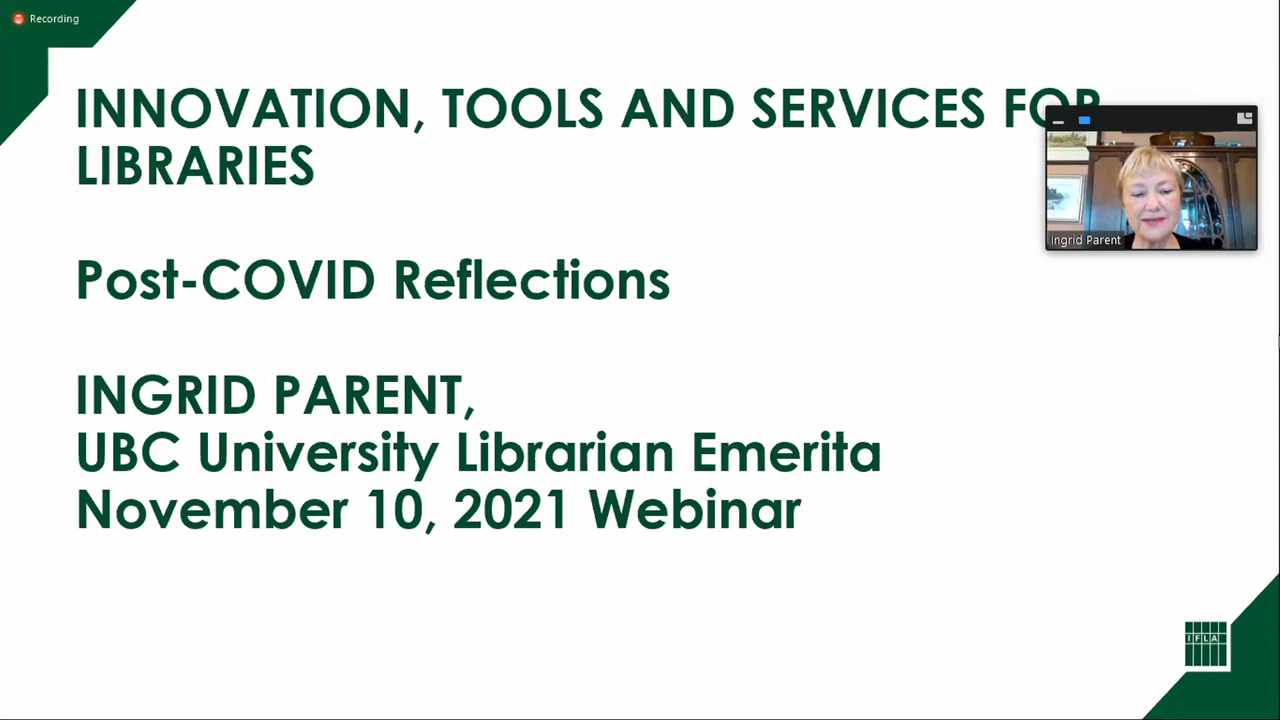 Recording
INNOVATION, TOOLS AND SERVICES FOR
LIBRARIES
Post-COVID Reflections
INGRID PARENT,
UBC University Librarian Emerita
November 10, 2021 Webinar
Ingrid Parent
IFLA